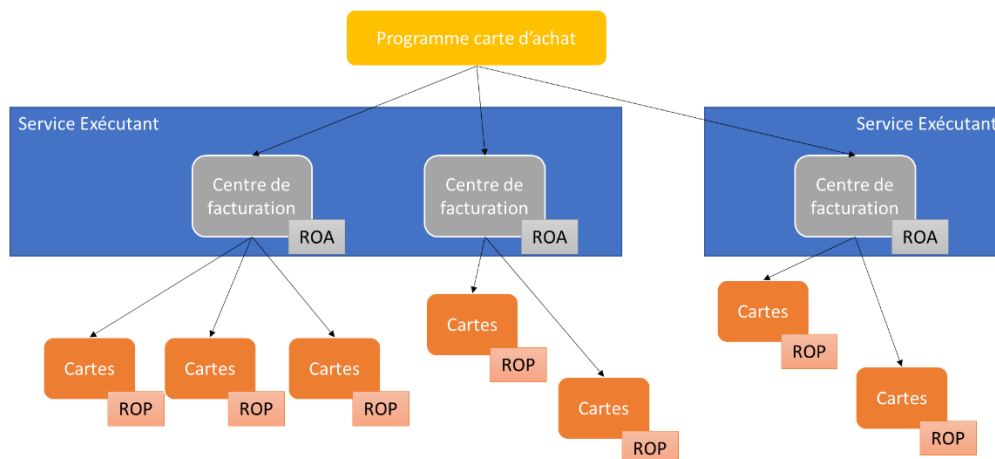 Programme carte d'achat
Service Exécutant
Service Exécutant
Centre de
facturation
ROA
Centre de
facturation
ROA
Centre de
facturation
ROA
Cartes
ROP
Cartes
ROP
Cartes
ROP
Cartes
ROP
Cartes
ROP
Cartes
ROP
Cartes
ROP